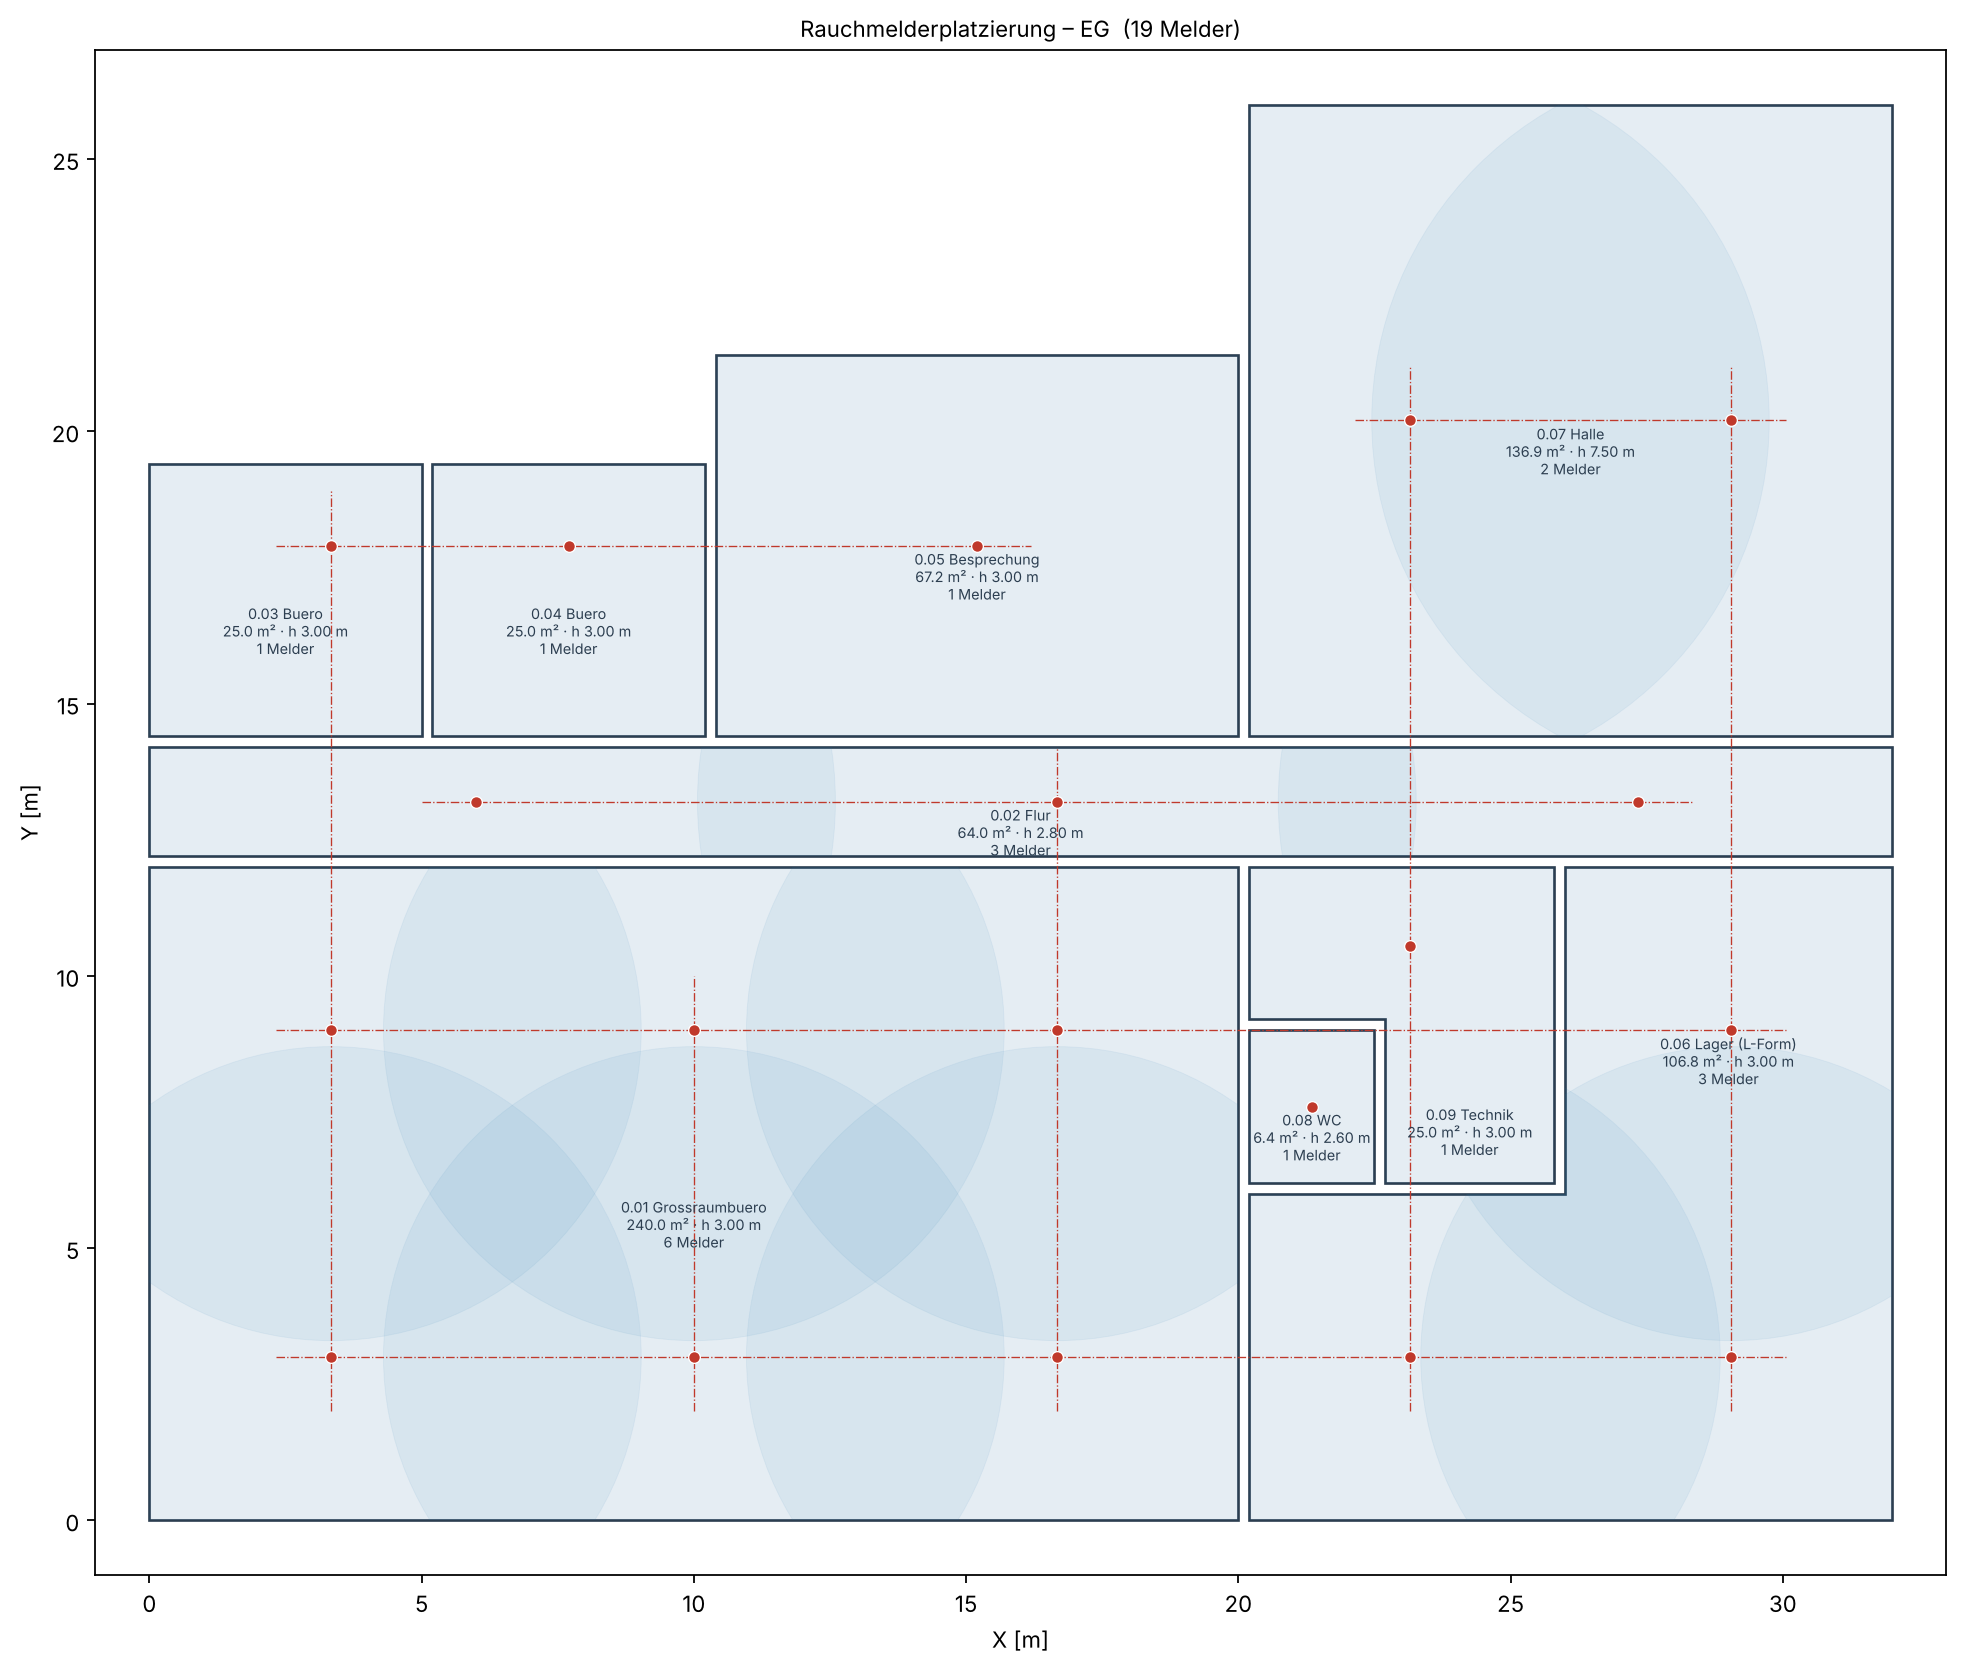 Rauchmelderplatzierung – EG  (19 Melder)
Y [m]
25
20
15
10
5
0
0.07 Halle
136.9 m² · h 7.50 m
2 Melder
0.05 Besprechung
67.2 m² · h 3.00 m
1 Melder
0.03 Buero
25.0 m² · h 3.00 m
1 Melder
0.04 Buero
25.0 m² · h 3.00 m
1 Melder
0.02 Flur
64.0 m² · h 2.80 m
3 Melder
0.06 Lager (L-Form)
106.8 m² · h 3.00 m
3 Melder
0.08 WC
6.4 m² · h 2.60 m
1 Melder
0.09 Technik
25.0 m² · h 3.00 m
1 Melder
0.01 Grossraumbuero
240.0 m² · h 3.00 m
6 Melder
0
5
10
15
20
25
30
X [m]